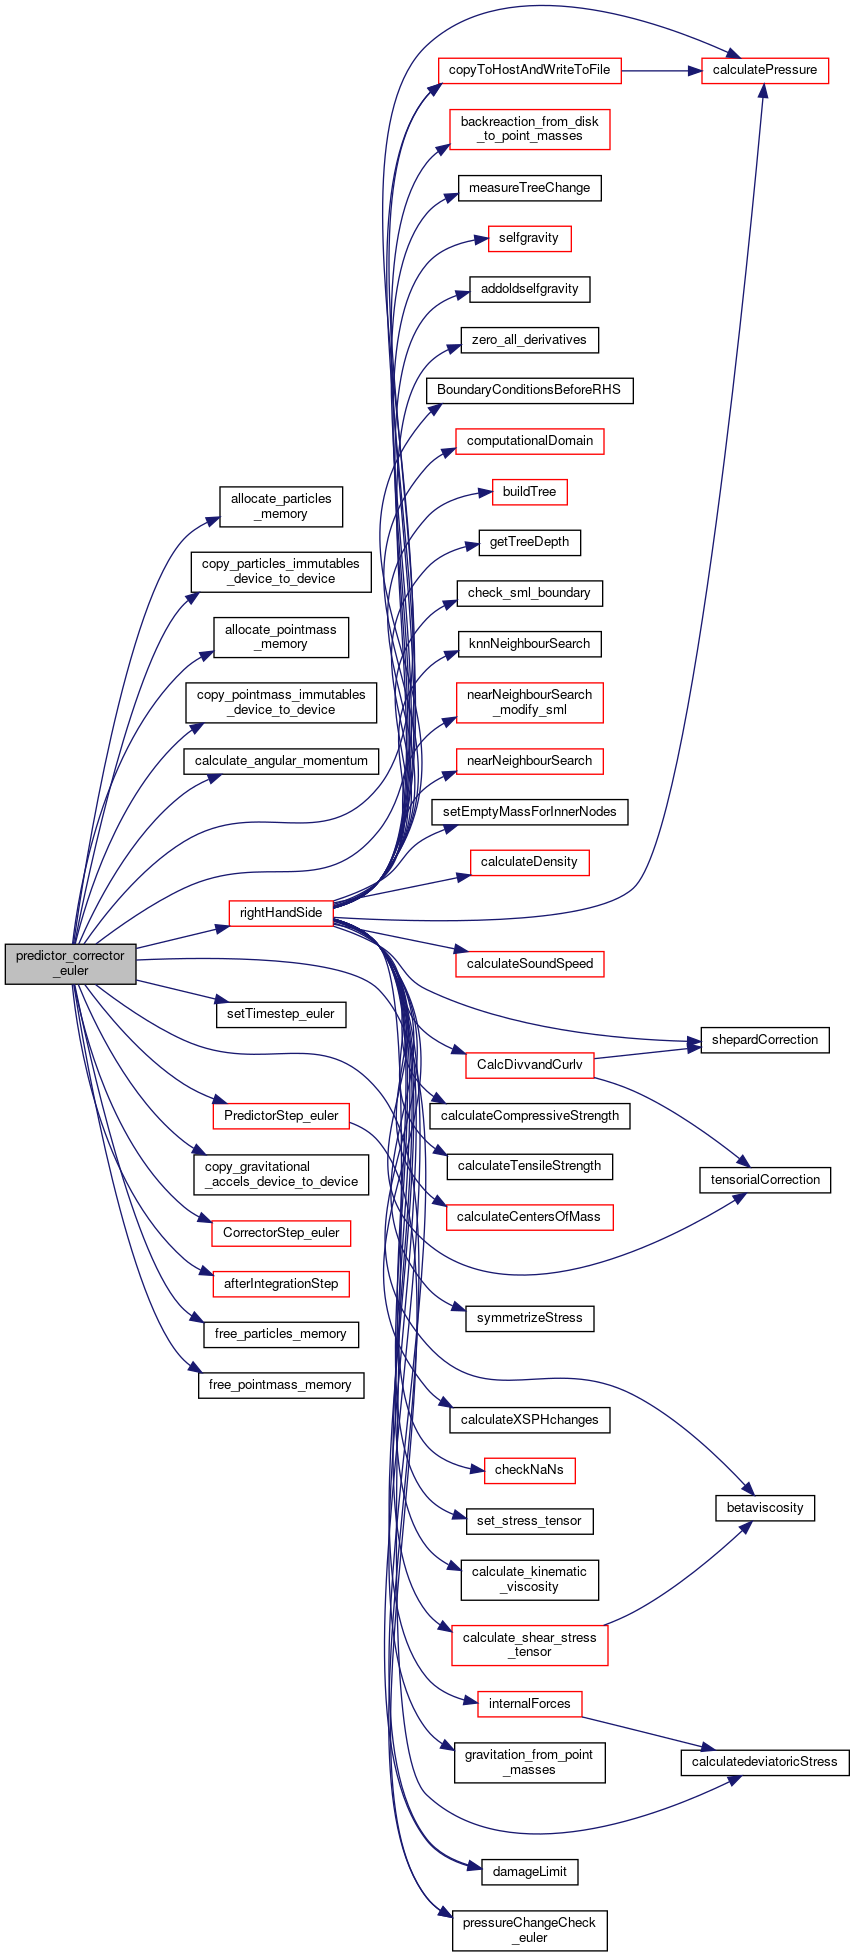 predictor_corrector
_euler
allocate_particles
_memory
copy_particles_immutables
_device_to_device
allocate_pointmass
_memory
copy_pointmass_immutables
_device_to_device
calculate_angular_momentum
rightHandSide
setTimestep_euler
PredictorStep_euler
copy_gravitational
_accels_device_to_device
CorrectorStep_euler
afterIntegrationStep
free_particles_memory
free_pointmass_memory
copyToHostAndWriteToFile
backreaction_from_disk
_to_point_masses
measureTreeChange
selfgravity
addoldselfgravity
zero_all_derivatives
BoundaryConditionsBeforeRHS
computationalDomain
buildTree
getTreeDepth
check_sml_boundary
knnNeighbourSearch
nearNeighbourSearch
_modify_sml
nearNeighbourSearch
setEmptyMassForInnerNodes
calculateDensity
calculateSoundSpeed
CalcDivvandCurlv
calculateCompressiveStrength
calculateTensileStrength
calculateCentersOfMass
symmetrizeStress
calculateXSPHchanges
checkNaNs
set_stress_tensor
calculate_kinematic
_viscosity
calculate_shear_stress
_tensor
internalForces
gravitation_from_point
_masses
damageLimit
pressureChangeCheck
_euler
calculatePressure
shepardCorrection
tensorialCorrection
betaviscosity
calculatedeviatoricStress